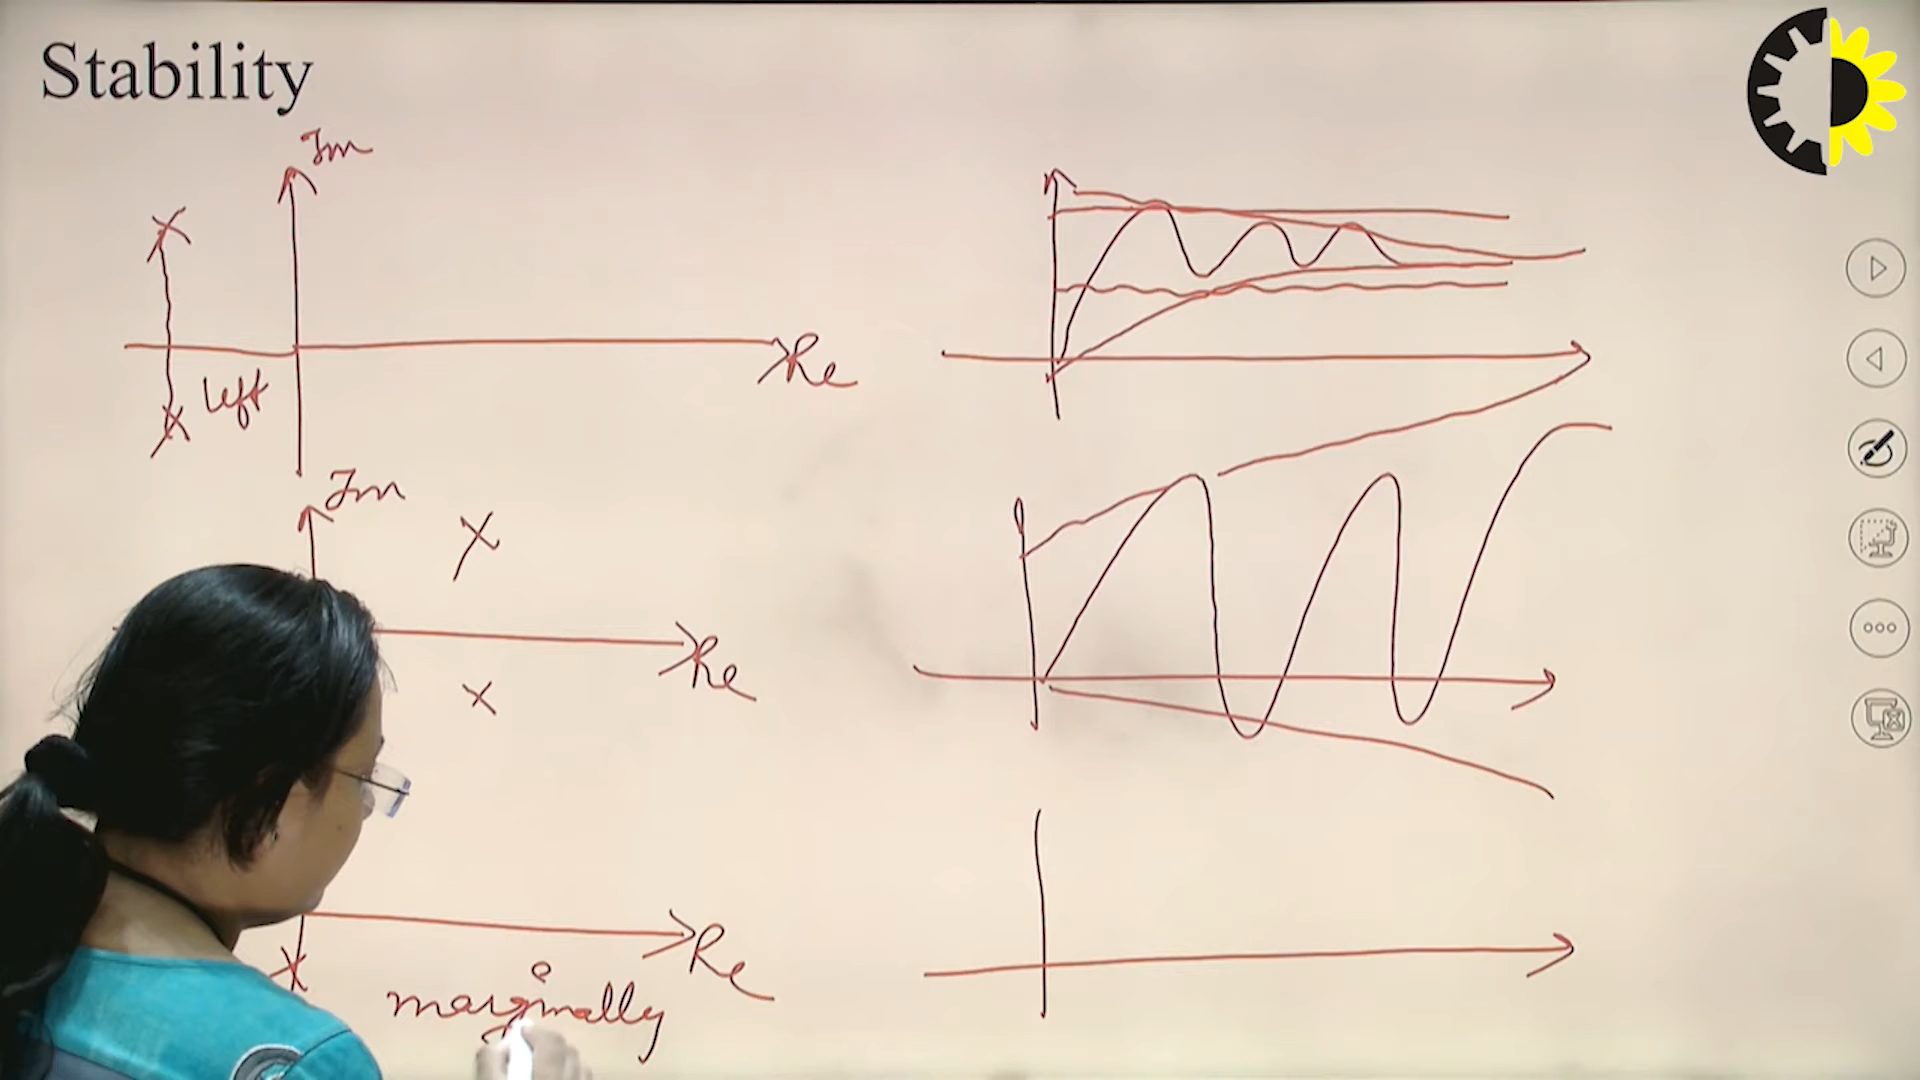 Stability
Im
Re
left
Im
Re
Re
marginally